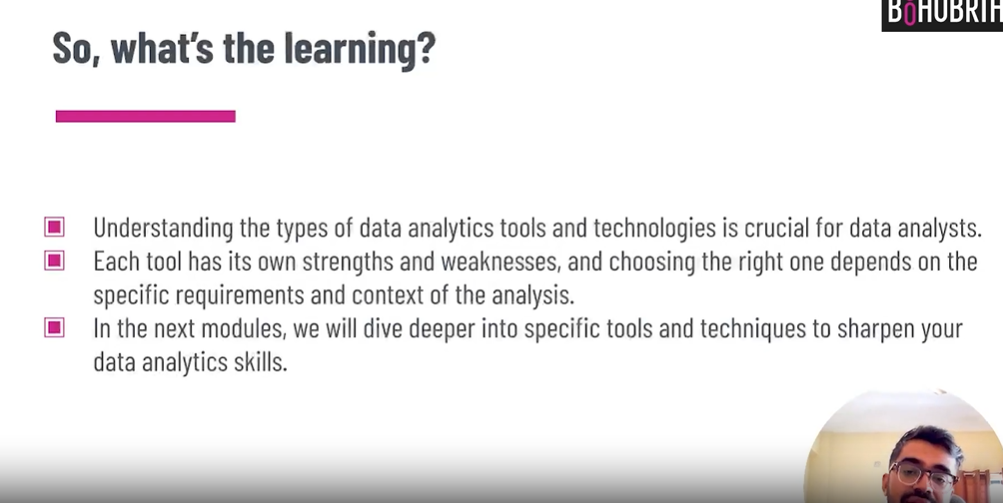 BOHUBRIH
So, what's the learning?
Understanding the types of data analytics tools and technologies is crucial for data analysts.
Each tool has its own strengths and weaknesses, and choosing the right one depends on the
specific requirements and context of the analysis.
In the next modules, we will dive deeper into specific tools and techniques to sharpen your
data analytics skills.